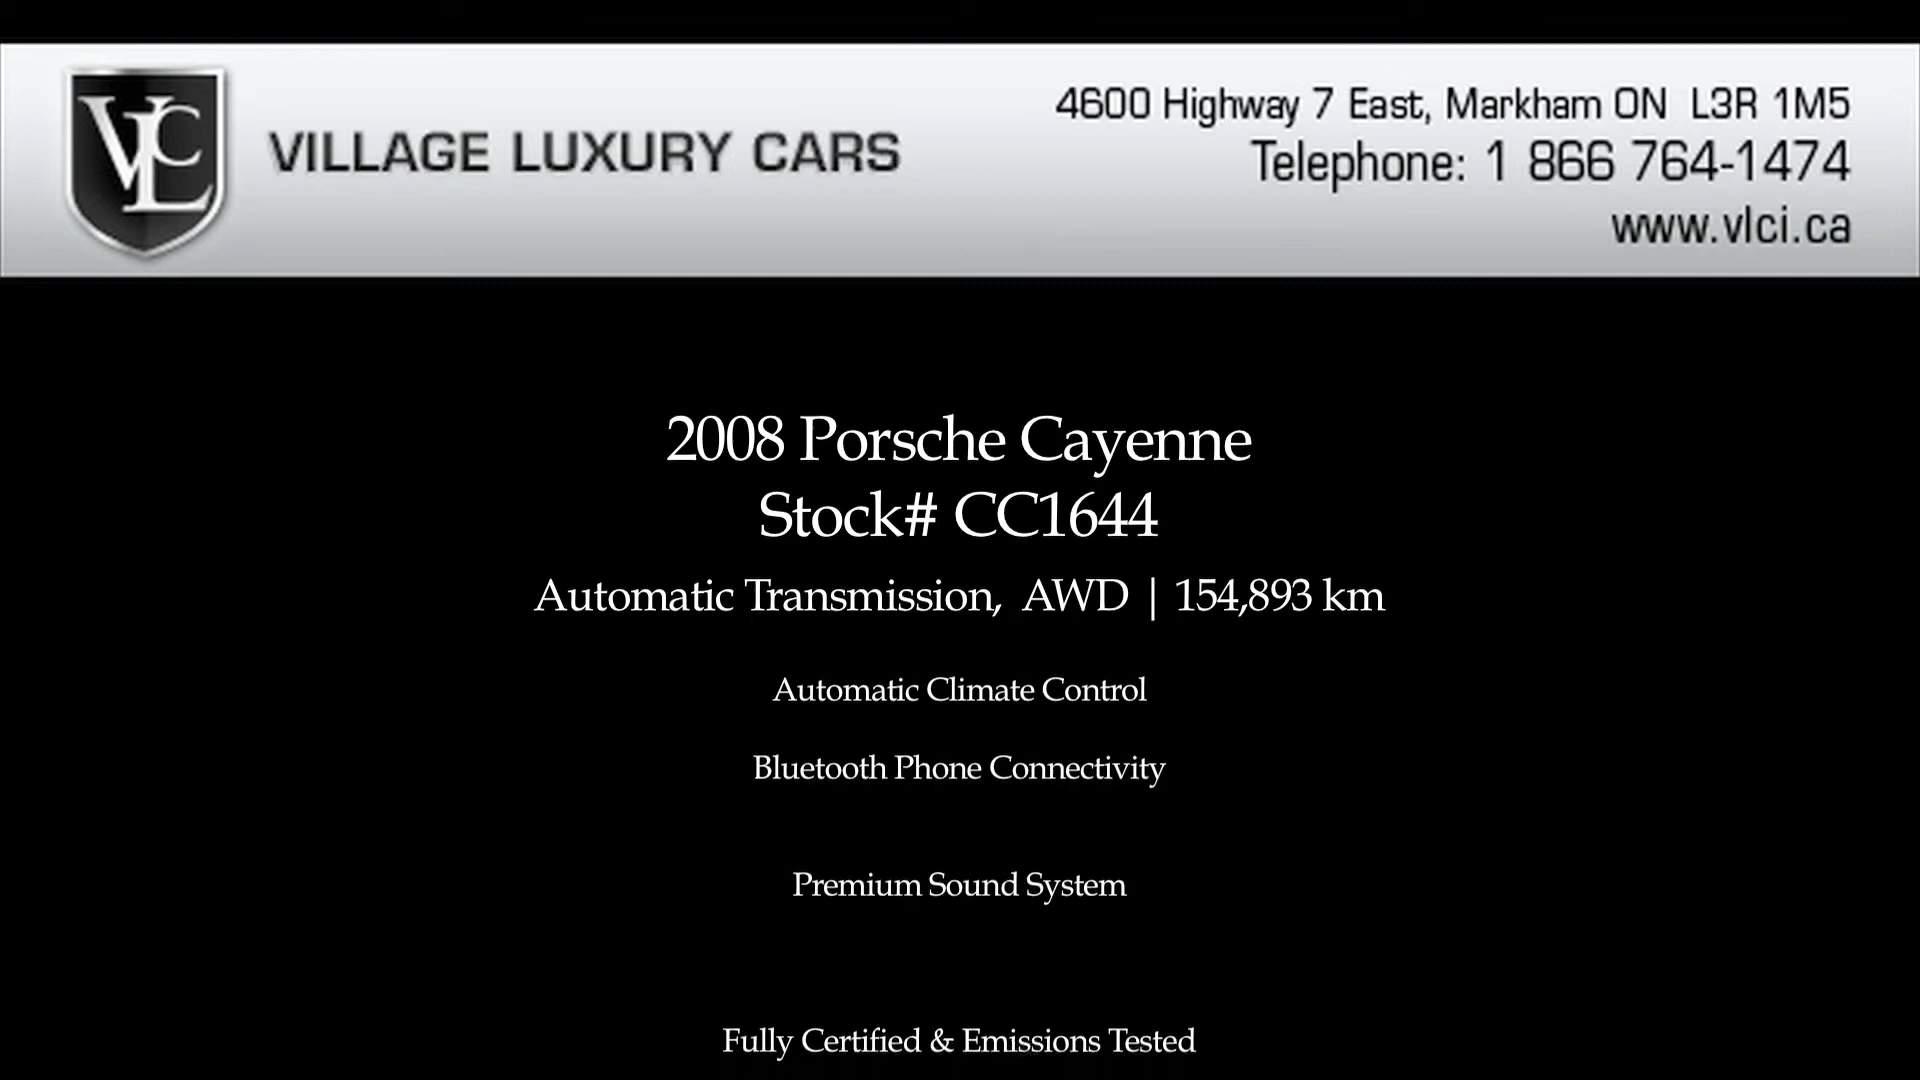 VLC
VILLAGE LUXURY CARS
4600 Highway 7 East, Markham ON L3R 1M5
Telephone: 1 866 764-1474
www.vlci.ca
2008 Porsche Cayenne
Stock# CC1644
Automatic Transmission, AWD | 154,893 km
Automatic Climate Control
Bluetooth Phone Connectivity
Premium Sound System
Fully Certified & Emissions Tested